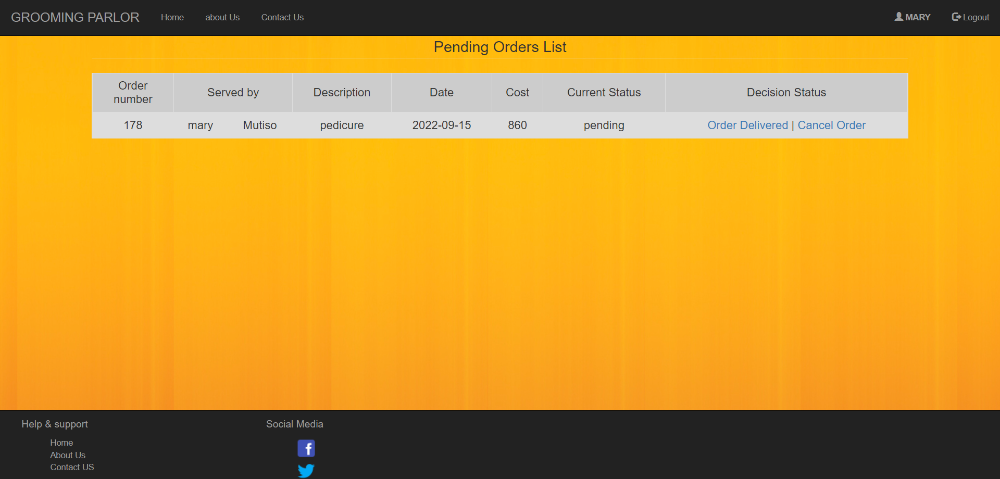 GROOMING PARLOR Home about Us Contact Us MARY Logout
Pending Orders List
Order number Served by Description Date Cost Current Status Decision Status
178 mary Mutiso pedicure 2022-09-15 860 pending Order Delivered | Cancel Order
Help & support Social Media
Home
About Us
Contact US